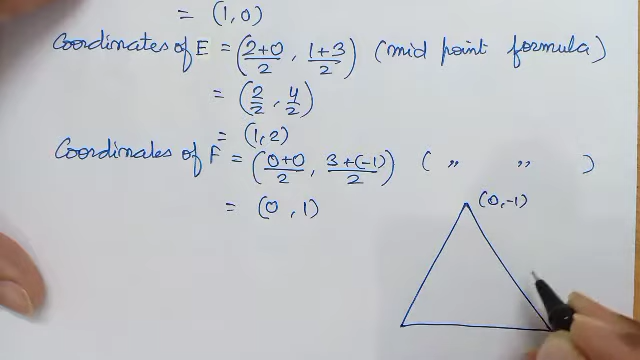 = (1,0)
Coordinates of E = (2+0/2, 1+3/2) (mid point formula)
= (2/2, 4/2)
= (1,2)
Coordinates of F = (0+0/2, 3+(-1)/2) ( ,, ,, )
= (0,1)
(0,-1)